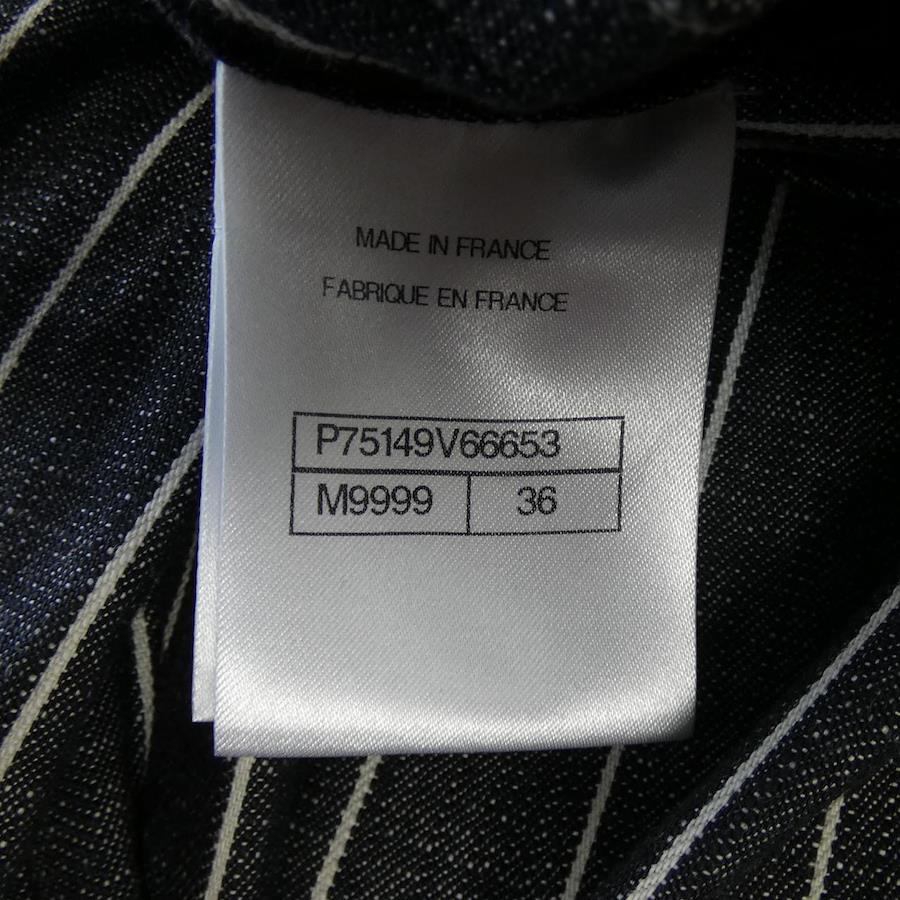 MADE IN FRANCE
FABRIQUE EN FRANCE
P75149V66653
M9999 36